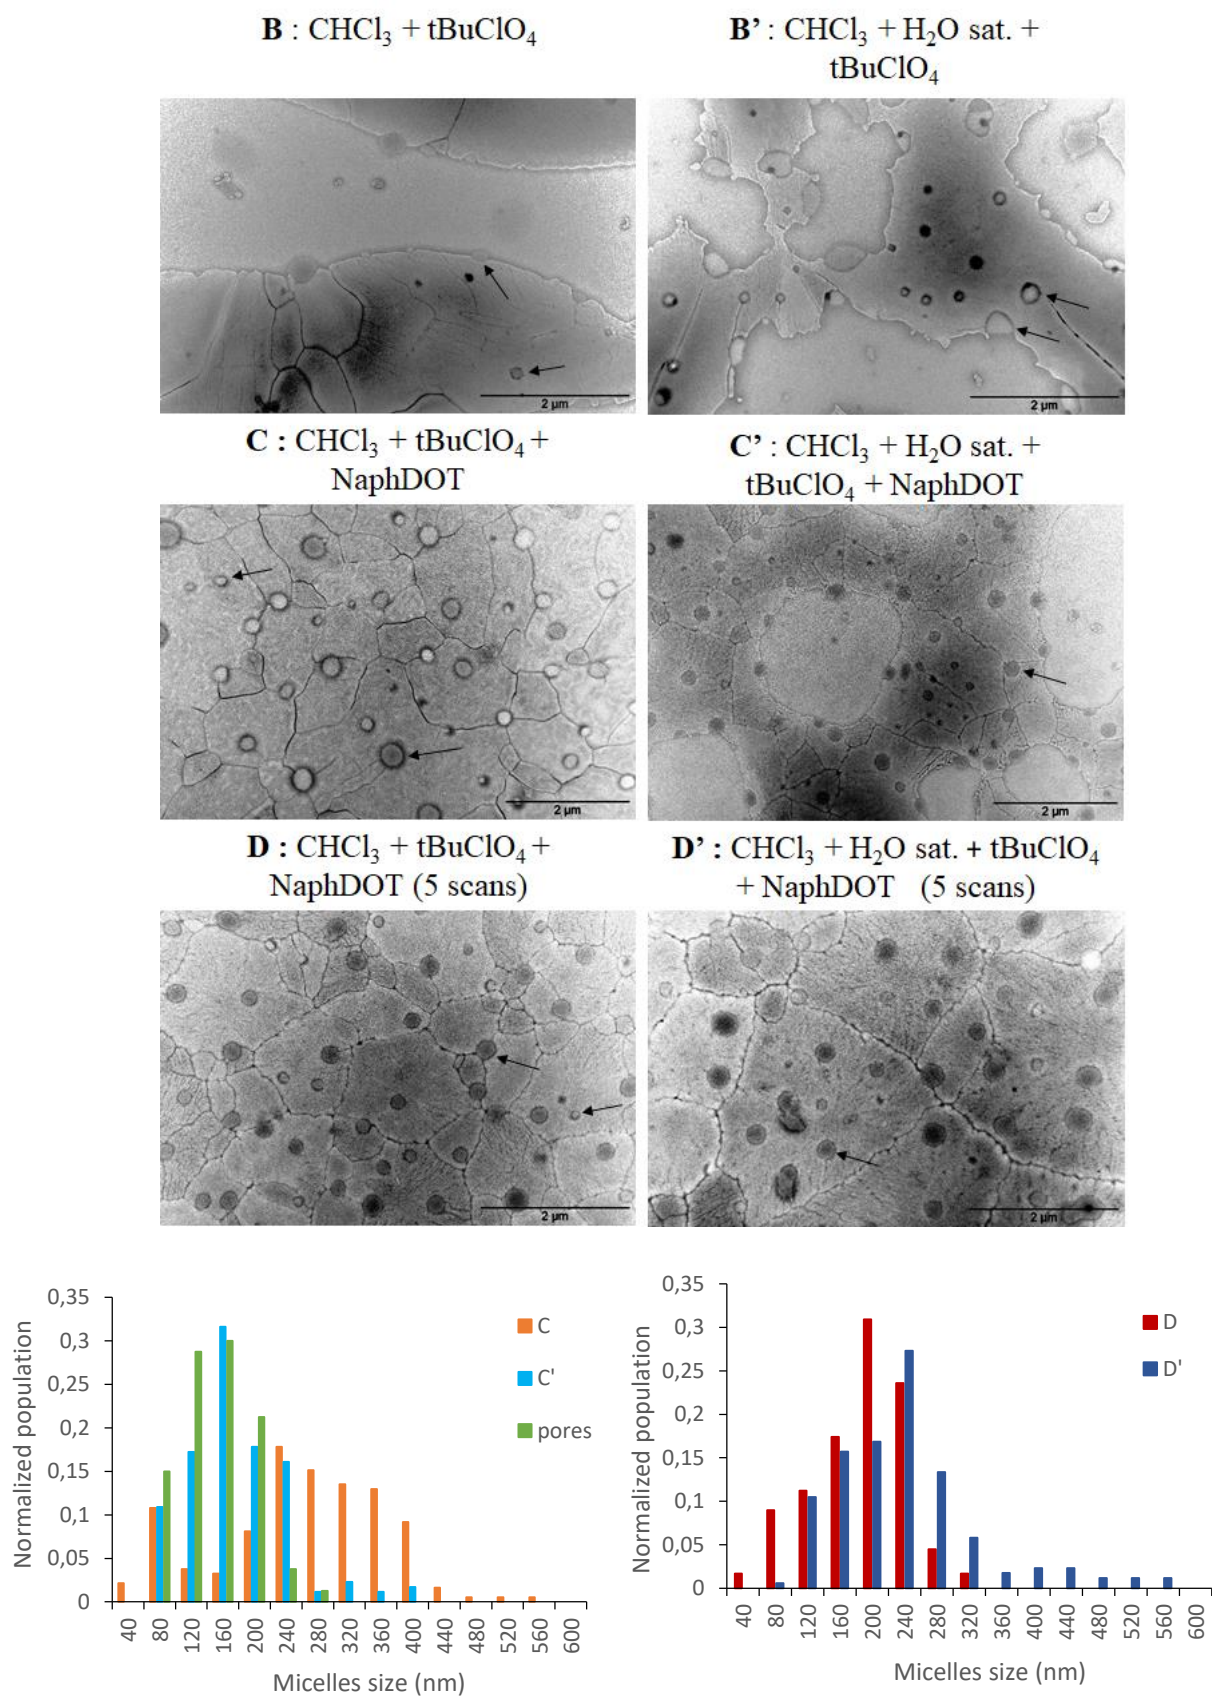 B : CHCl₃ + tBuClO₄
B’ : CHCl₃ + H₂O sat. +
tBuClO₄
2 µm
2 µm
C : CHCl₃ + tBuClO₄ +
NaphDOT
C’ : CHCl₃ + H₂O sat. +
tBuClO₄ + NaphDOT
2 µm
2 µm
D : CHCl₃ + tBuClO₄ +
NaphDOT (5 scans)
D’ : CHCl₃ + H₂O sat. + tBuClO₄
+ NaphDOT (5 scans)
2 µm
2 µm
Normalized population
0,35
0,3
0,25
0,2
0,15
0,1
0,05
0
C
C'
pores
40 80 120 160 200 240 280 320 360 400 440 480 520 560 600
Micelles size (nm)
Normalized population
0,35
0,3
0,25
0,2
0,15
0,1
0,05
0
D
D'
40 80 120 160 200 240 280 320 360 400 440 480 520 560 600
Micelles size (nm)